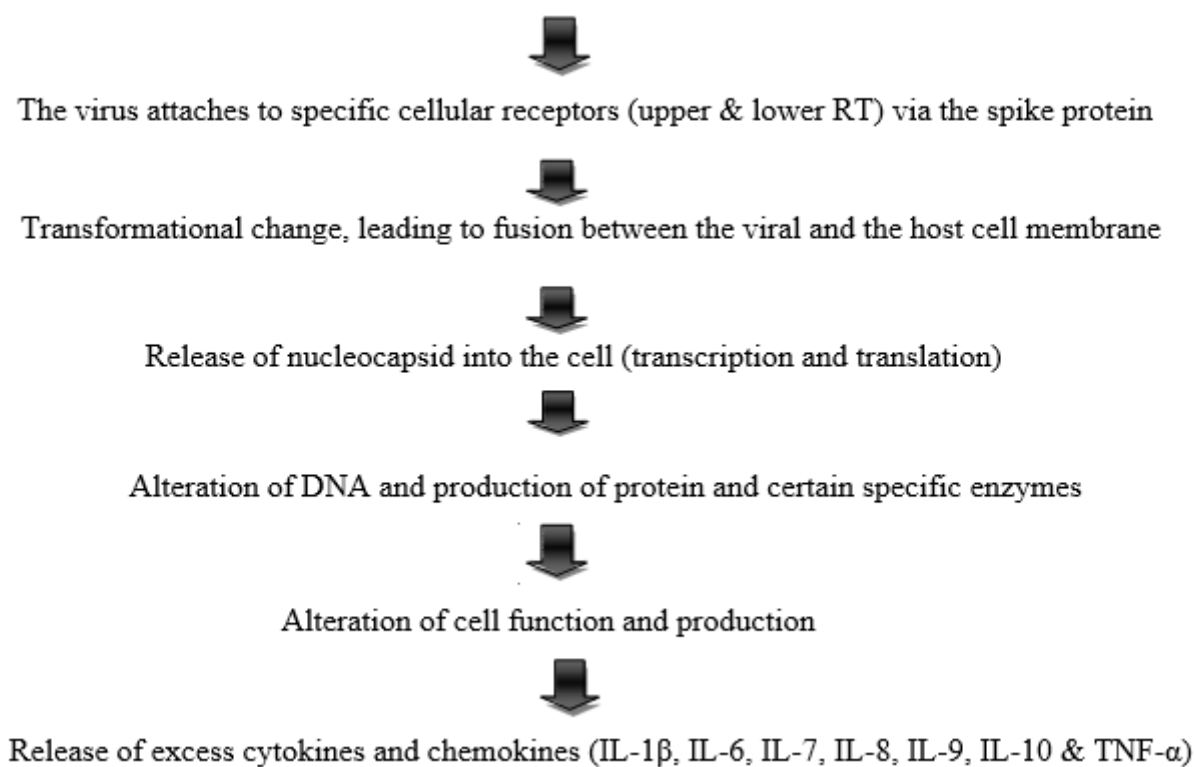 The virus attaches to specific cellular receptors (upper & lower RT) via the spike protein
Transformational change, leading to fusion between the viral and the host cell membrane
Release of nucleocapsid into the cell (transcription and translation)
Alteration of DNA and production of protein and certain specific enzymes
Alteration of cell function and production
Release of excess cytokines and chemokines (IL-1β, IL-6, IL-7, IL-8, IL-9, IL-10 & TNF-α)